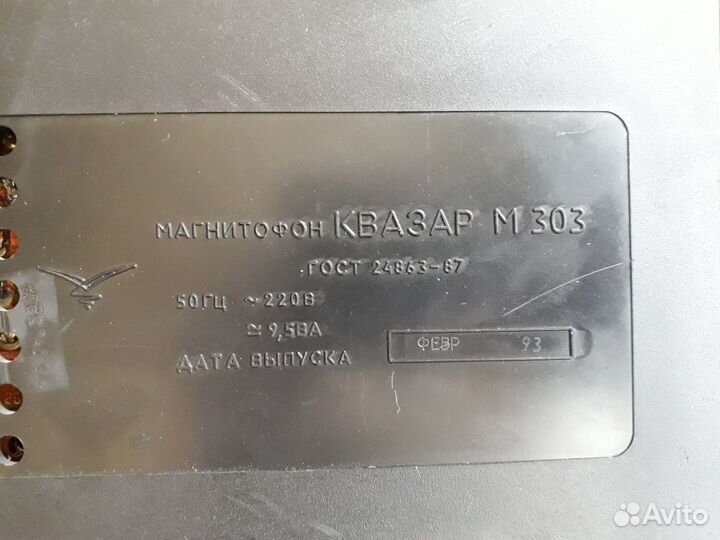 МАГНИТОФОН КВАЗАР М 303
ГОСТ 24863-87
50ГЦ ~ 220В
≃ 9,5ВА
ДАТА ВЫПУСКА ФЕВР 93
Avito